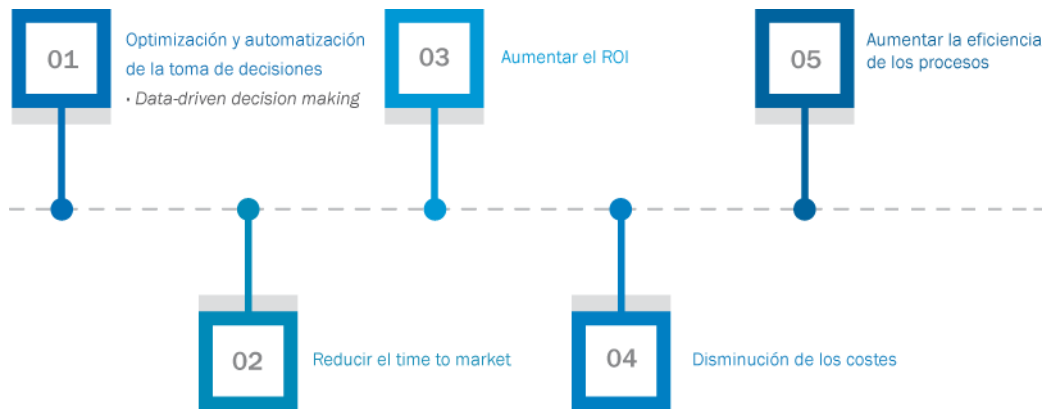 01
Optimización y automatización
de la toma de decisiones
· Data-driven decision making
02
Reducir el time to market
03
Aumentar el ROI
04
Disminución de los costes
05
Aumentar la eficiencia
de los procesos